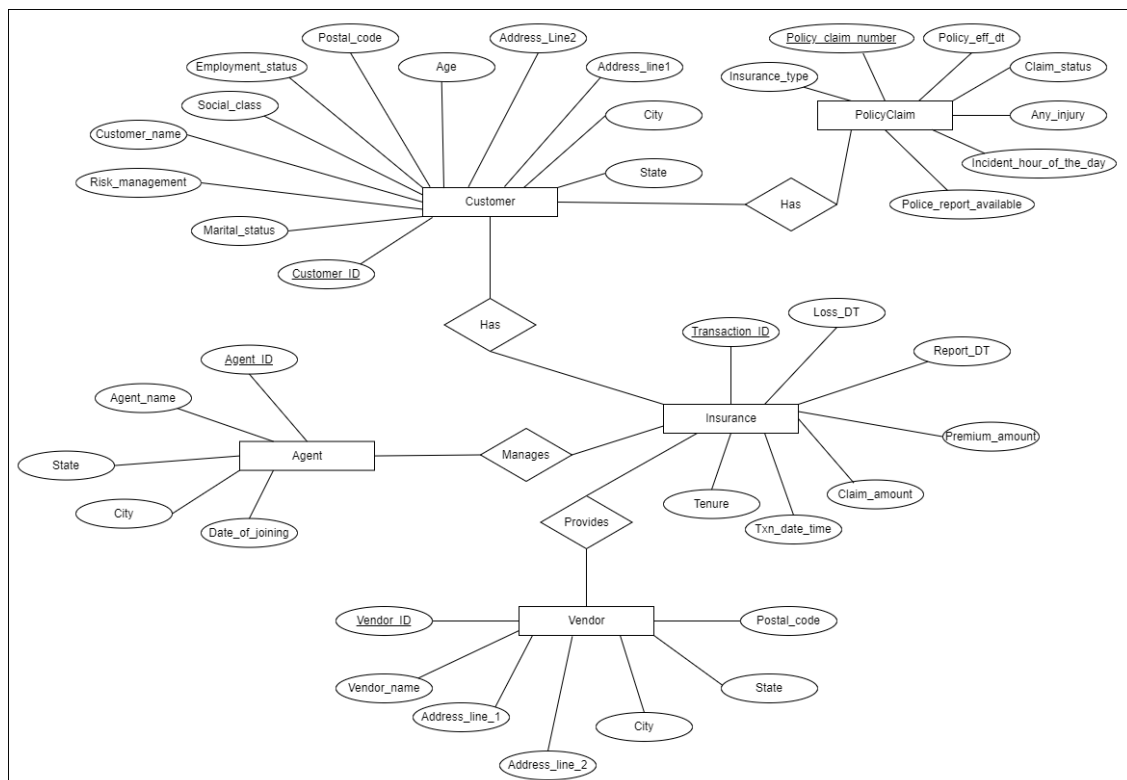 Postal_code
Address_Line2
Policy_claim_number
Policy_eff_dt
Employment_status
Age
Address_line1
Insurance_type
Claim_status
Social_class
City
PolicyClaim
Any_injury
Customer_name
Incident_hour_of_the_day
Risk_management
State
Customer
Has
Police_report_available
Marital_status
Customer_ID
Has
Transaction_ID
Loss_DT
Agent_ID
Report_DT
Agent_name
Insurance
Premium_amount
State
Agent
Manages
Claim_amount
City
Tenure
Date_of_joining
Provides
Txn_date_time
Vendor_ID
Vendor
Postal_code
Vendor_name
State
Address_line_1
City
Address_line_2